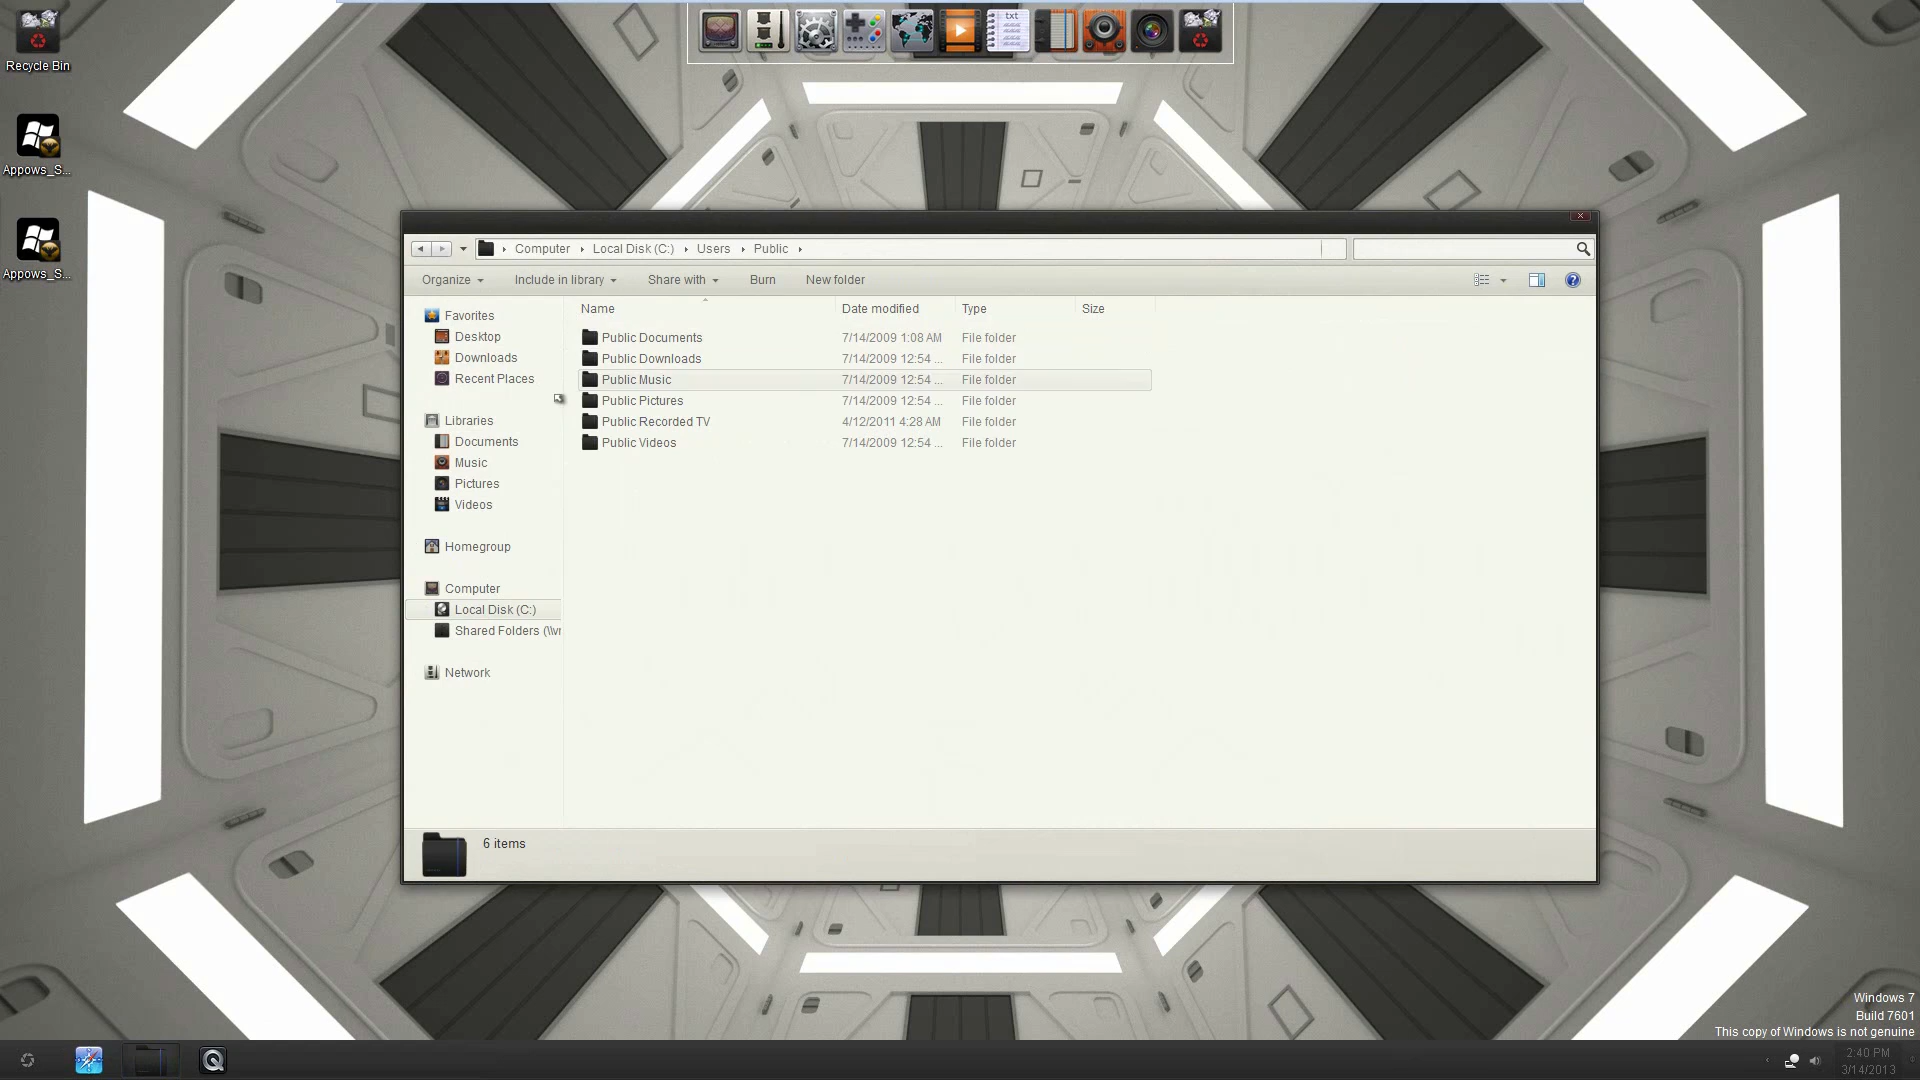 txt
Recycle Bin
Appows_S...
Appows_S...
Computer
Local Disk (C:)
Users
Public
Organize
Include in library
Share with
Burn
New folder
Name
Date modified
Type
Size
Favorites
Desktop
Downloads
Recent Places
Libraries
Documents
Music
Pictures
Videos
Homegroup
Computer
Local Disk (C:)
Shared Folders (\\vr
Network
Public Documents 7/14/2009 1:08 AM File folder
Public Downloads 7/14/2009 12:54 ... File folder
Public Music 7/14/2009 12:54 ... File folder
Public Pictures 7/14/2009 12:54 ... File folder
Public Recorded TV 4/12/2011 4:28 AM File folder
Public Videos 7/14/2009 12:54 ... File folder
6 items
Windows 7
Build 7601
This copy of Windows is not genuine
2:40 PM
3/14/2013